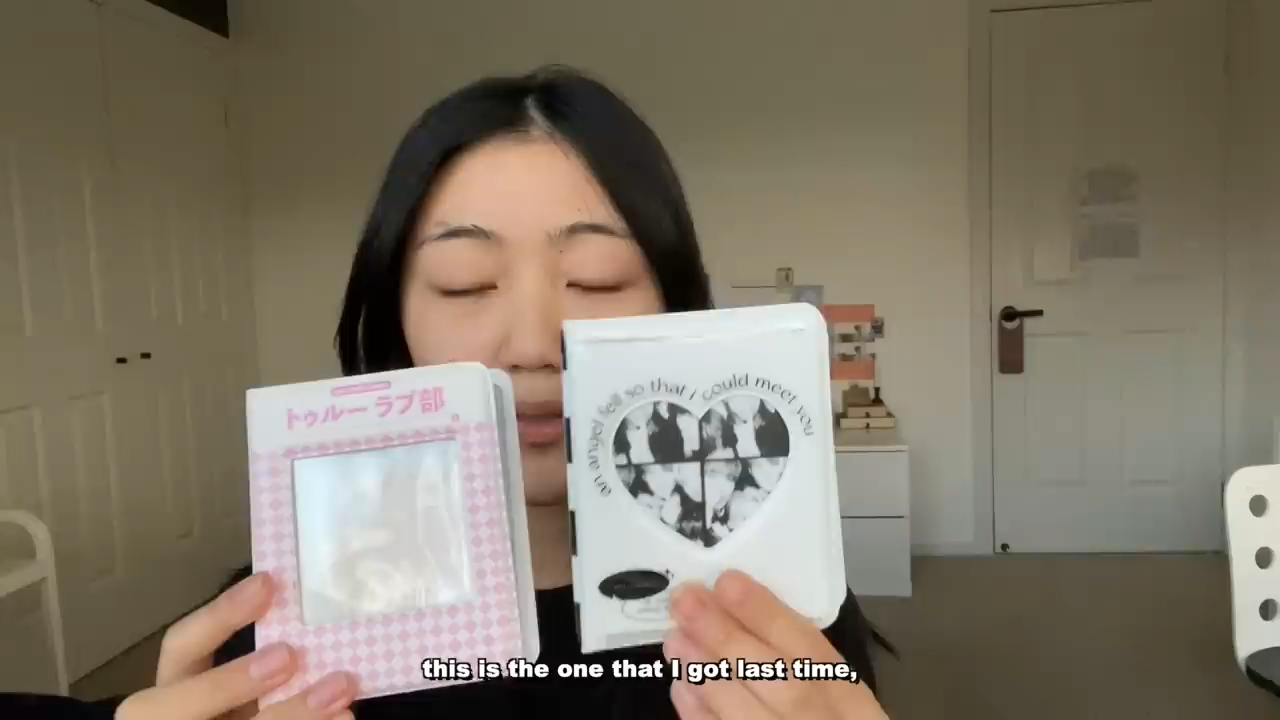 トゥルー ラブ部。
an angel fell so that I could meet you
this is the one that I got last time,